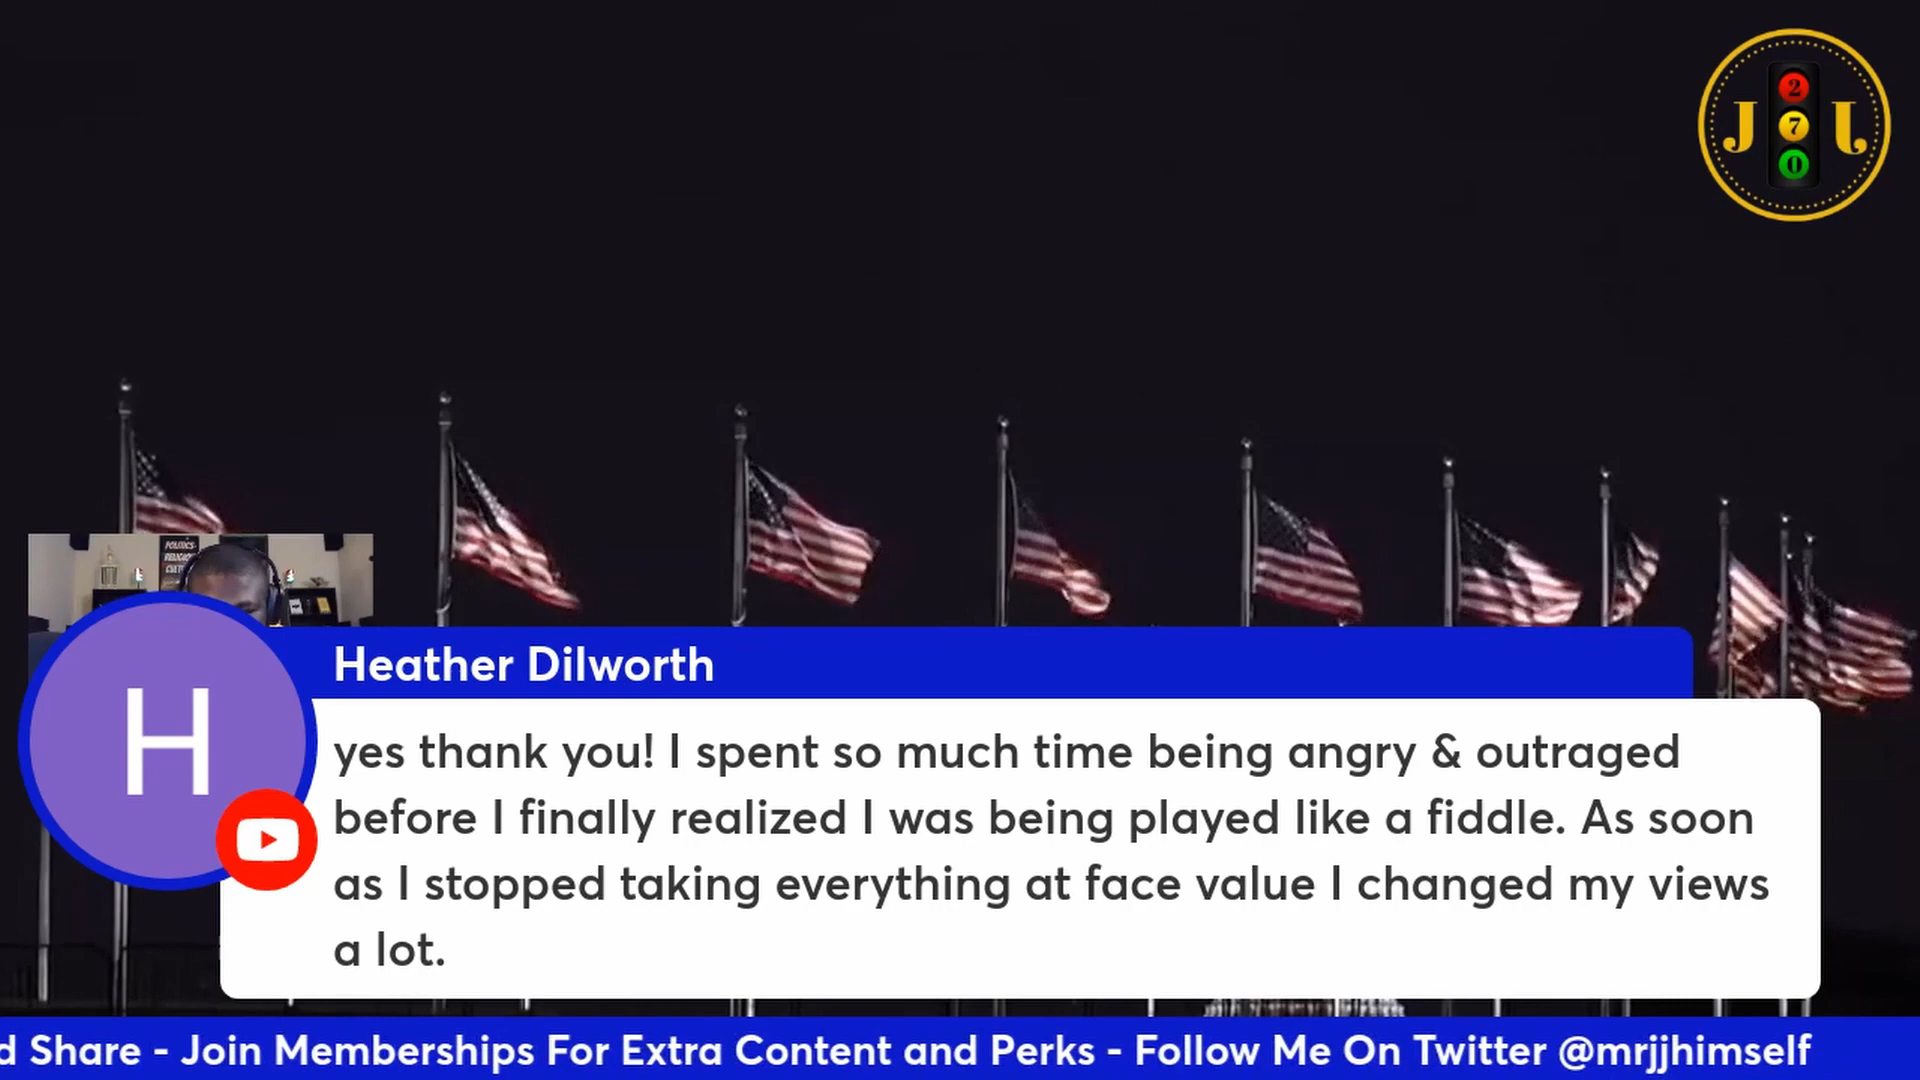 J 2 J
7
0
POLITICS
RELIGION
Heather Dilworth
H
yes thank you! I spent so much time being angry & outraged
before I finally realized I was being played like a fiddle. As soon
as I stopped taking everything at face value I changed my views
a lot.
d Share - Join Memberships For Extra Content and Perks - Follow Me On Twitter @mrjjhimself